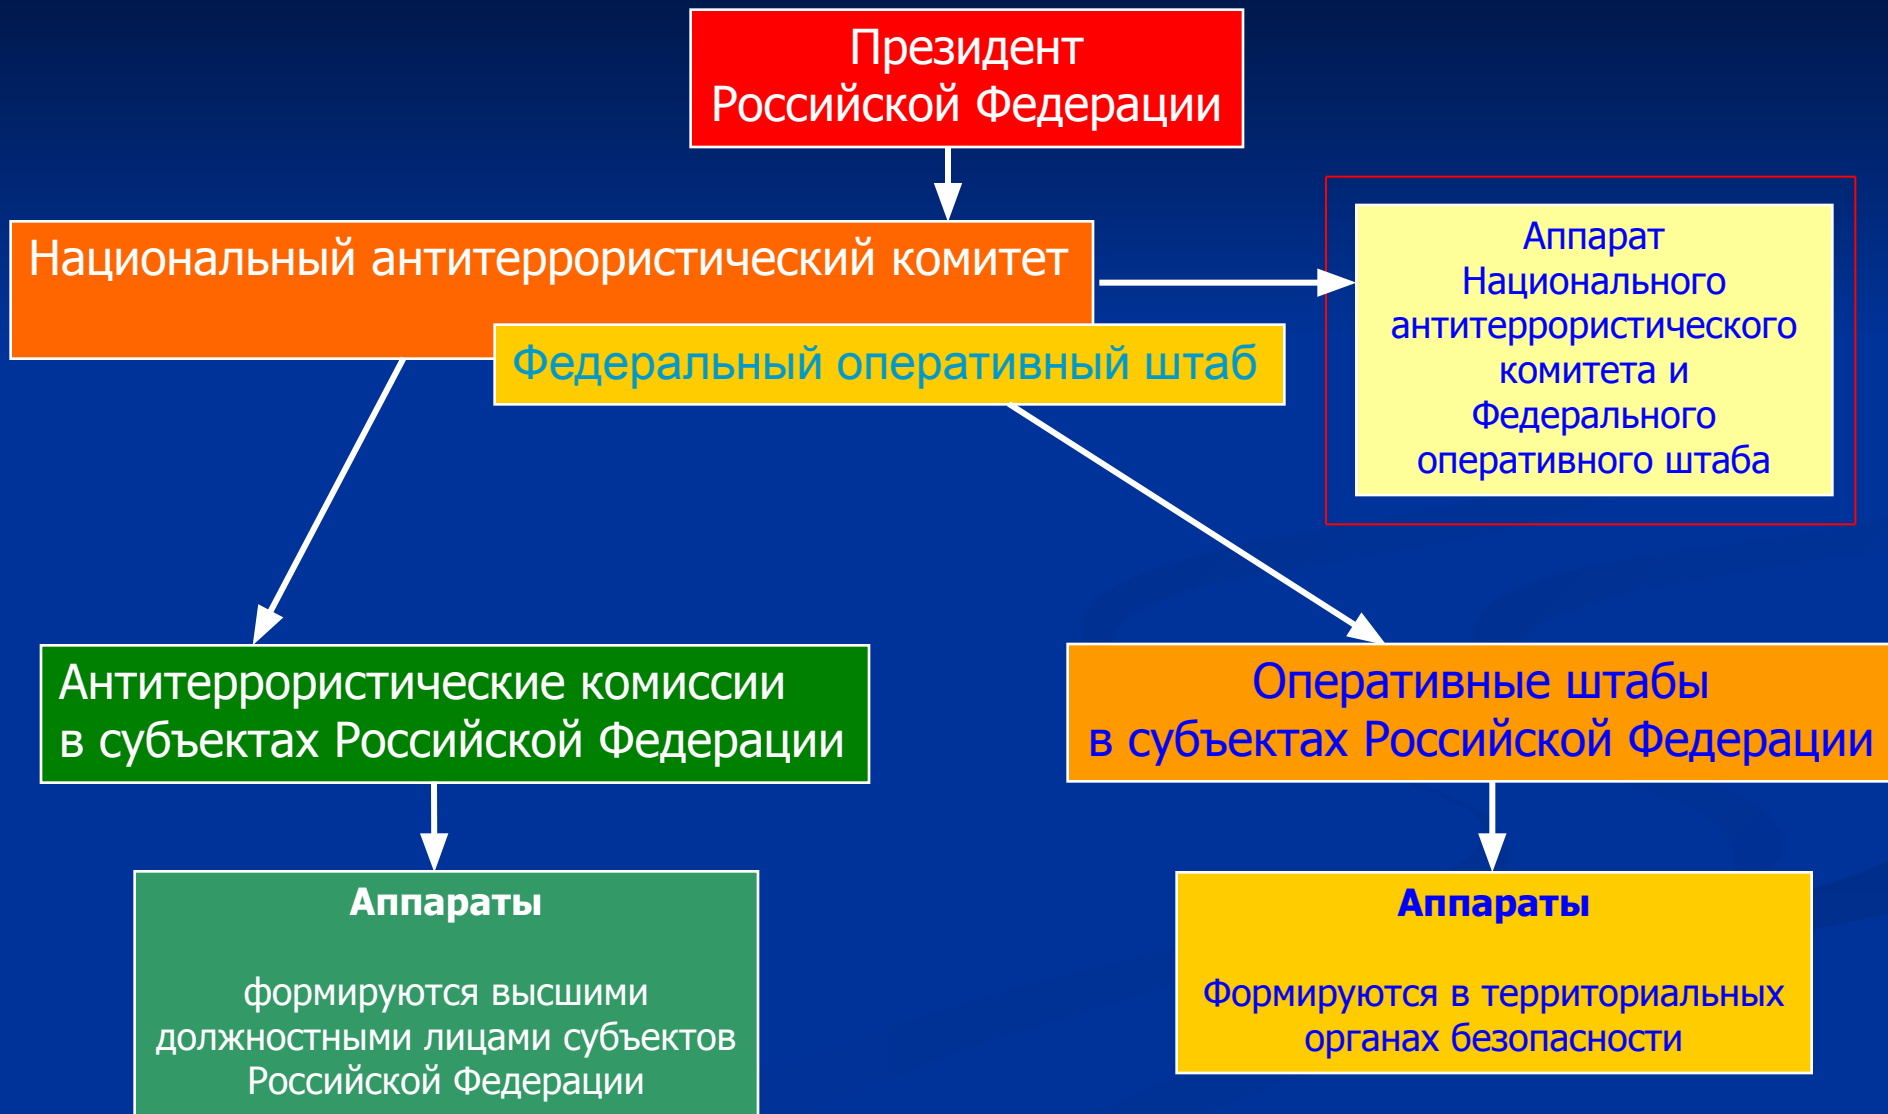 Президент
Российской Федерации
Национальный антитеррористический комитет
Федеральный оперативный штаб
Аппарат
Национального
антитеррористического
комитета и
Федерального
оперативного штаба
Антитеррористические комиссии
в субъектах Российской Федерации
Оперативные штабы
в субъектах Российской Федерации
Аппараты
формируются высшими
должностными лицами субъектов
Российской Федерации
Аппараты
Формируются в территориальных
органах безопасности